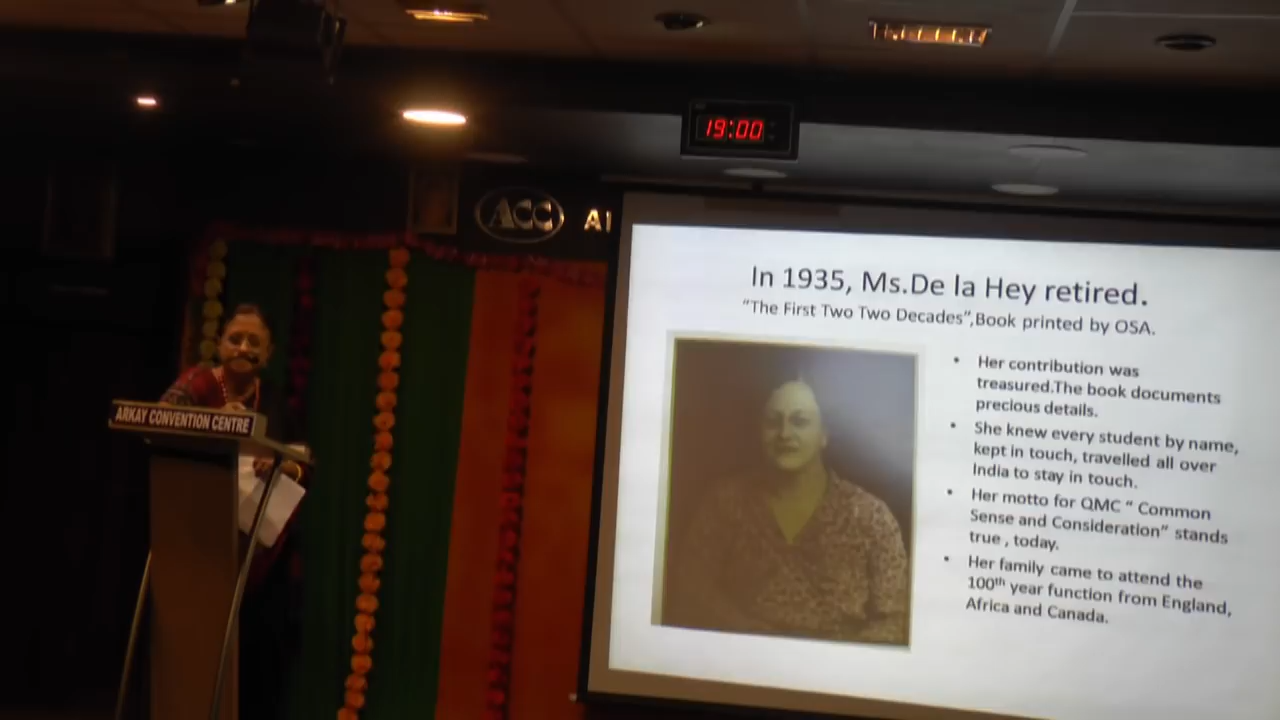 19:00
ACC
In 1935, Ms.De la Hey retired.
“The First Two Two Decades”,Book printed by OSA.
• Her contribution was
treasured.The book documents
precious details.
• She knew every student by name,
kept in touch, travelled all over
India to stay in touch.
• Her motto for QMC “ Common
Sense and Consideration” stands
true , today.
• Her family came to attend the
100th year function from England,
Africa and Canada.
ARKAY CONVENTION CENTRE